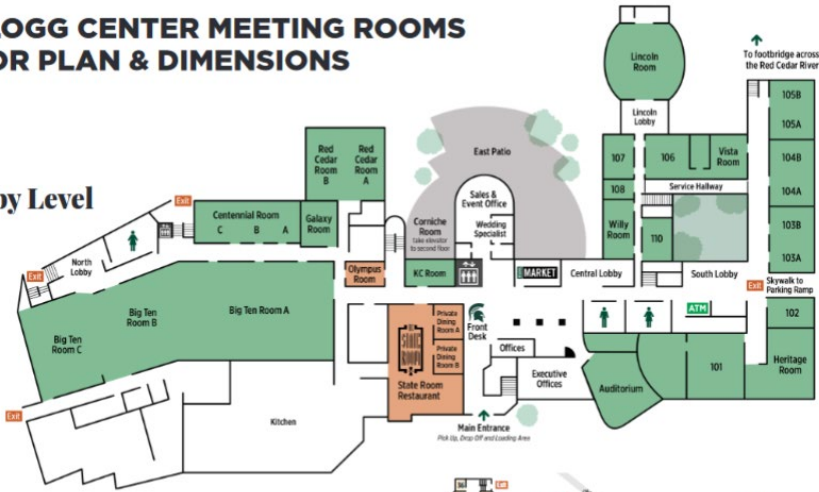 OGG CENTER MEETING ROOMS
OR PLAN & DIMENSIONS
by Level
To footbridge across
the Red Cedar River
Lincoln
Room
Lincoln
Lobby
105B
105A
104B
104A
103B
103A
107
106
Vista
Room
108
Service Hallway
Willy
Room
110
East Patio
Red
Cedar
Room
B
Red
Cedar
Room
A
Sales &
Event Office
Wedding
Specialist
Corniche
Room
take elevator
to second floor
Exit
Centennial Room
C B A
Galaxy
Room
North
Lobby
Exit
Olympus
Room
KC Room
MARKET
Central Lobby
South Lobby
Exit
Skywalk to
Parking Ramp
ATM
102
Big Ten
Room C
Big Ten
Room B
Big Ten Room A
Private
Dining
Room A
Private
Dining
Room B
STATE
ROOM
State Room
Restaurant
Front
Desk
Offices
Executive
Offices
Auditorium
101
Heritage
Room
Exit
Kitchen
Main Entrance
Pick Up, Drop Off and Loading Area
Exit